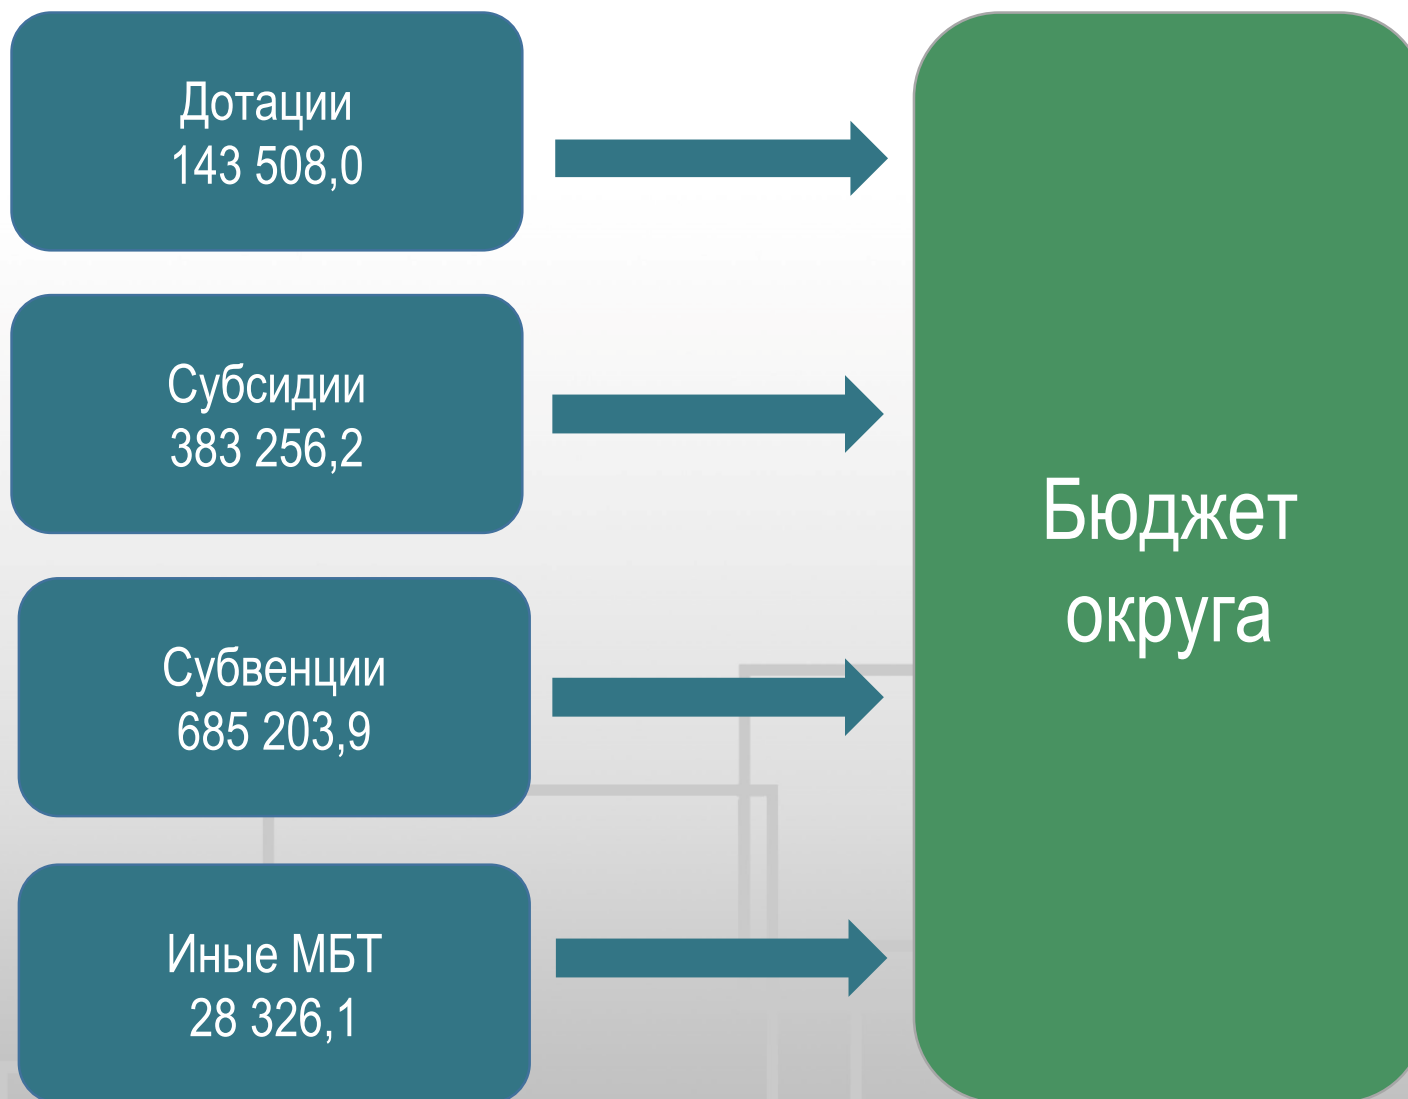 Дотации
143 508,0
Субсидии
383 256,2
Субвенции
685 203,9
Иные МБТ
28 326,1
Бюджет
округа